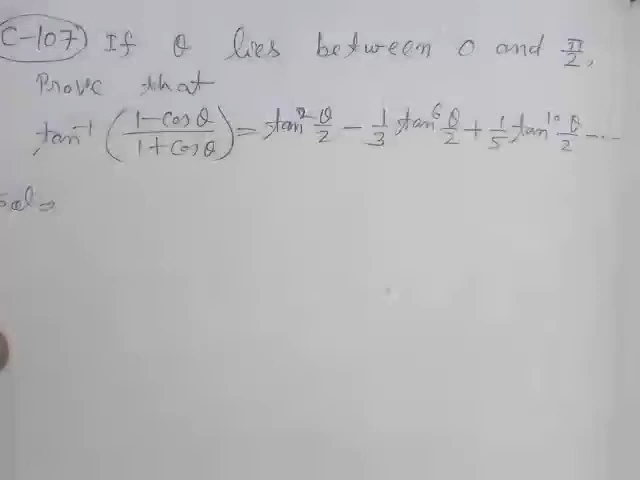 C-107) If θ lies between 0 and π/2,
Prove that
tan⁻¹ (1-cosθ / 1+cosθ) = tan² θ/2 - 1/3 tan⁶ θ/2 + 1/5 tan¹⁰ θ/2 - ...
Sol ⇒